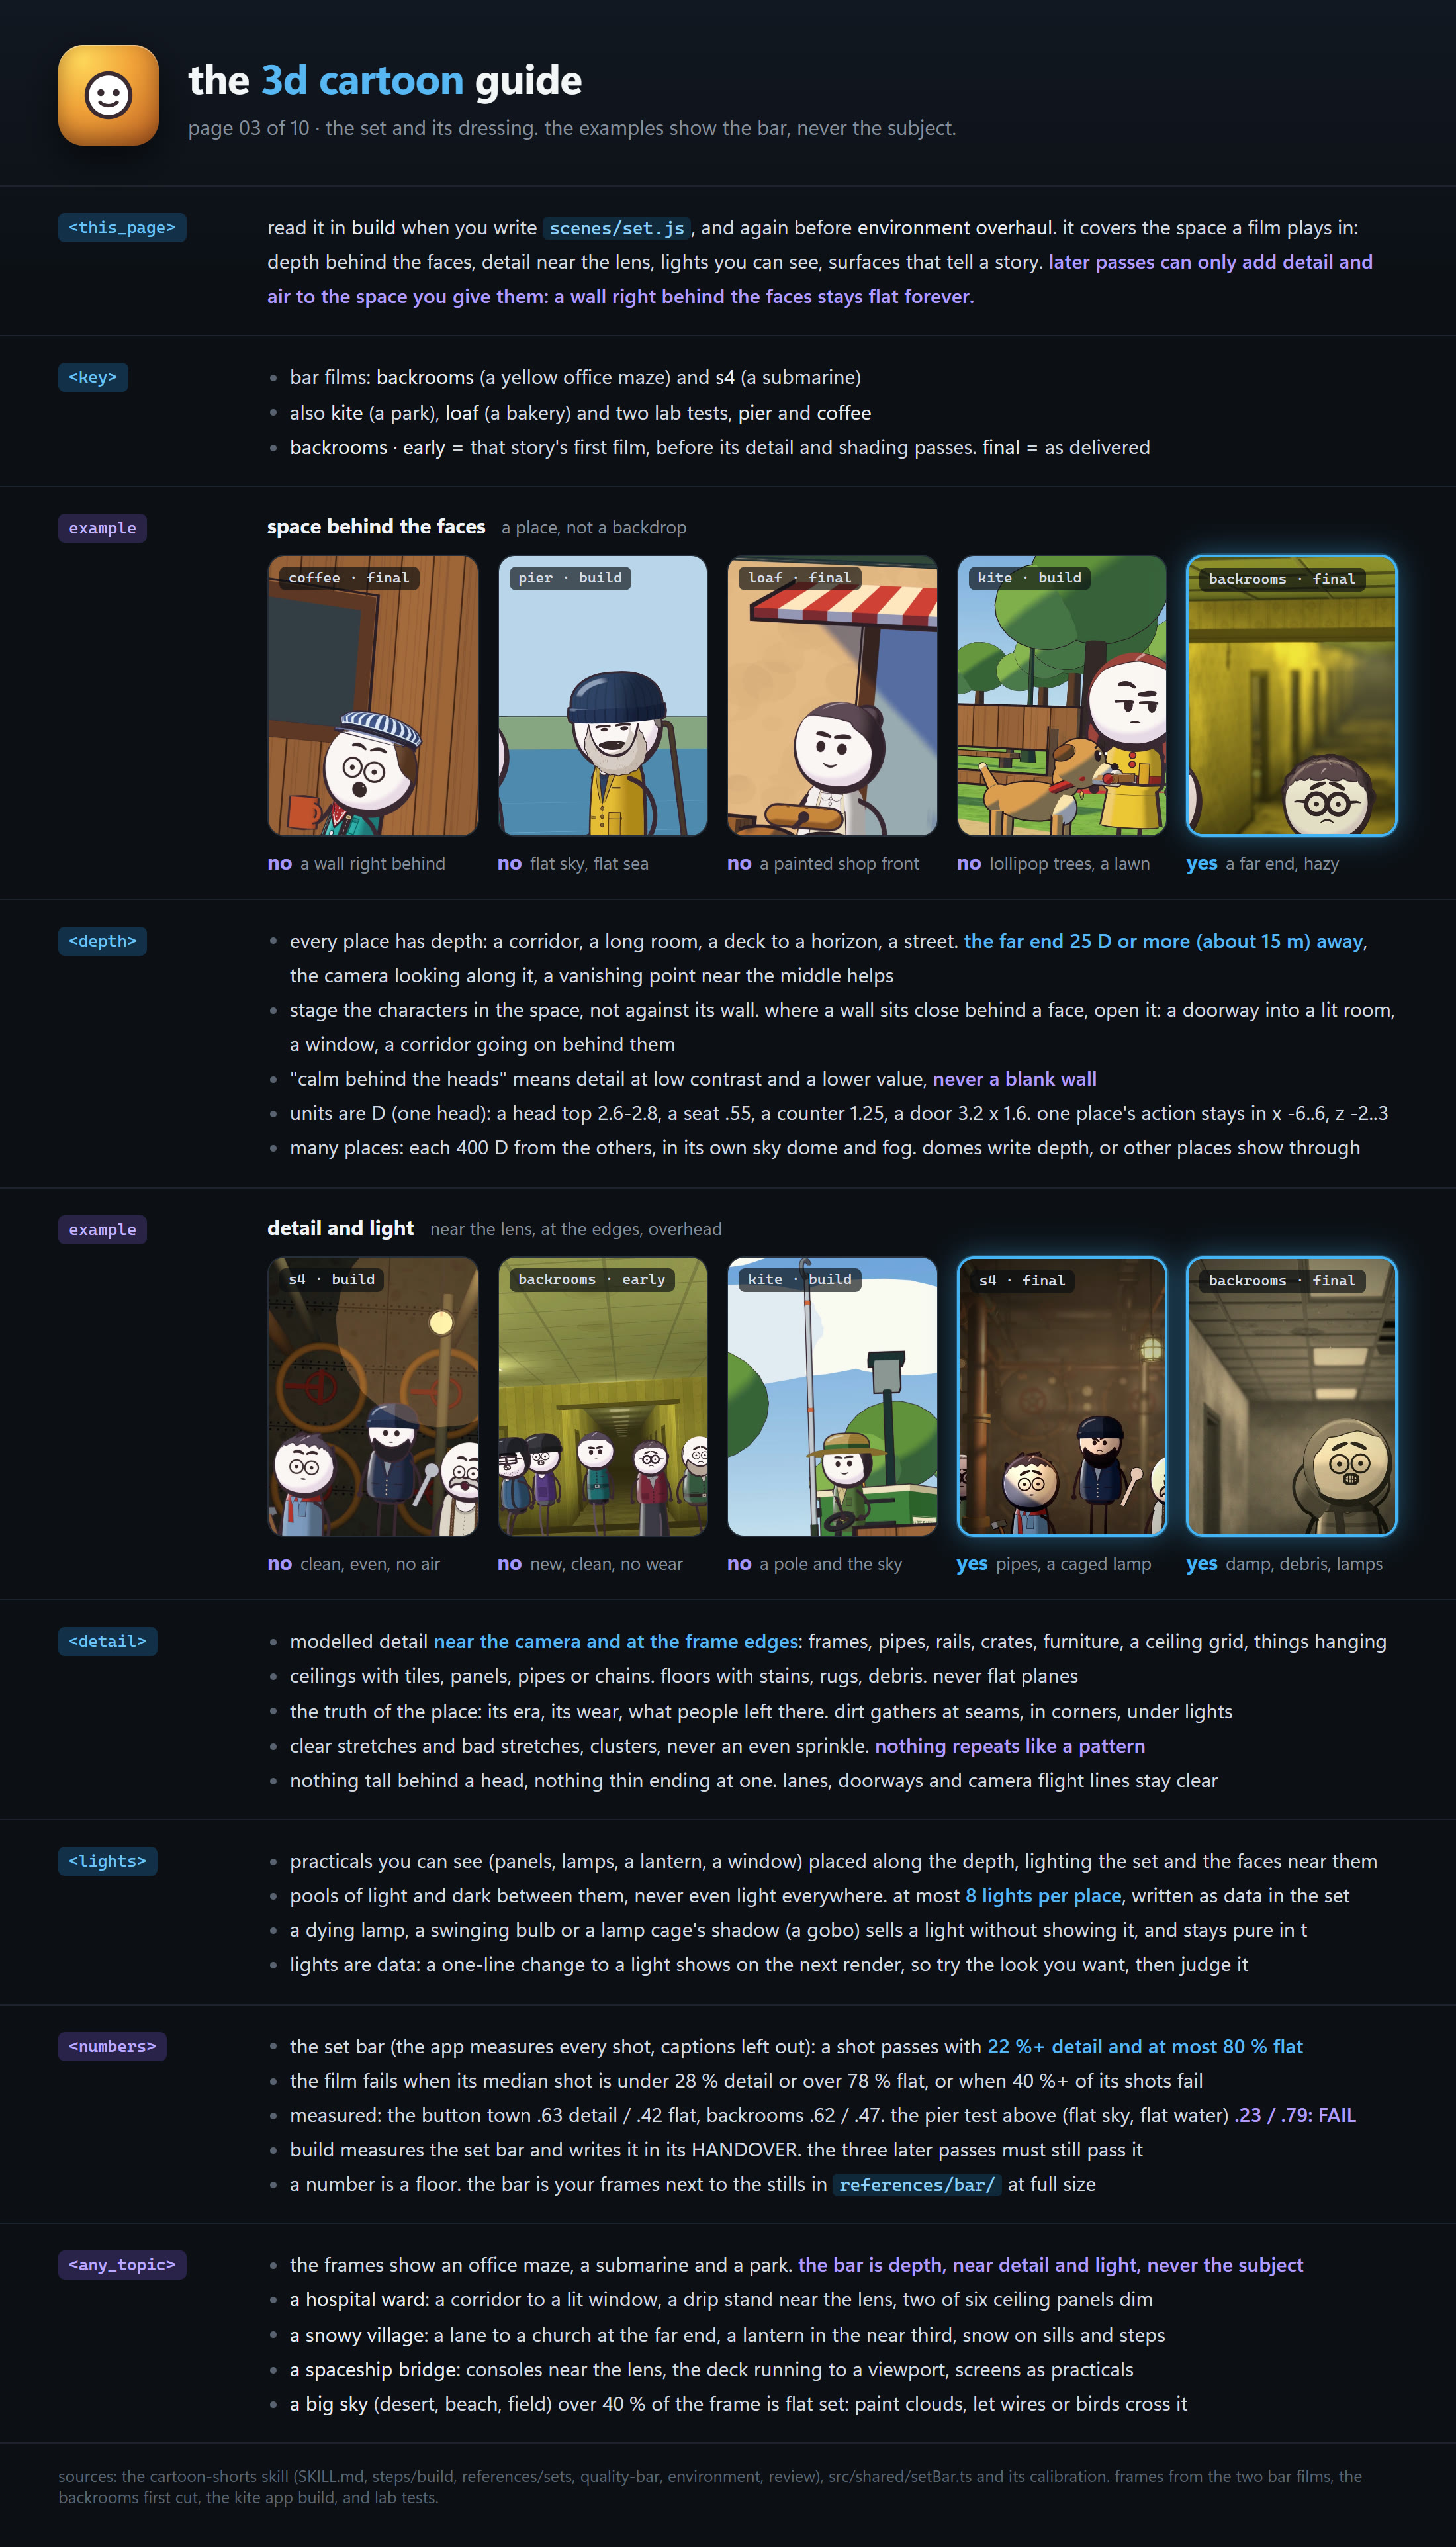 the 3d cartoon guide
page 03 of 10 · the set and its dressing. the examples show the bar, never the subject.
<this_page>
read it in build when you write scenes/set.js, and again before environment overhaul. it covers the space a film plays in:
depth behind the faces, detail near the lens, lights you can see, surfaces that tell a story. later passes can only add detail and
air to the space you give them: a wall right behind the faces stays flat forever.
<key>
bar films: backrooms (a yellow office maze) and s4 (a submarine)
also kite (a park), loaf (a bakery) and two lab tests, pier and coffee
backrooms · early = that story's first film, before its detail and shading passes. final = as delivered
example
space behind the faces a place, not a backdrop
coffee · final
pier · build
loaf · final
kite · build
backrooms · final
no a wall right behind
no flat sky, flat sea
no a painted shop front
no lollipop trees, a lawn
yes a far end, hazy
<depth>
every place has depth: a corridor, a long room, a deck to a horizon, a street. the far end 25 D or more (about 15 m) away,
the camera looking along it, a vanishing point near the middle helps
stage the characters in the space, not against its wall. where a wall sits close behind a face, open it: a doorway into a lit room,
a window, a corridor going on behind them
"calm behind the heads" means detail at low contrast and a lower value, never a blank wall
units are D (one head): a head top 2.6-2.8, a seat .55, a counter 1.25, a door 3.2 x 1.6. one place's action stays in x -6..6, z -2..3
many places: each 400 D from the others, in its own sky dome and fog. domes write depth, or other places show through
example
detail and light near the lens, at the edges, overhead
s4 · build
backrooms · early
kite · build
s4 · final
backrooms · final
no clean, even, no air
no new, clean, no wear
no a pole and the sky
yes pipes, a caged lamp
yes damp, debris, lamps
<detail>
modelled detail near the camera and at the frame edges: frames, pipes, rails, crates, furniture, a ceiling grid, things hanging
ceilings with tiles, panels, pipes or chains. floors with stains, rugs, debris. never flat planes
the truth of the place: its era, its wear, what people left there. dirt gathers at seams, in corners, under lights
clear stretches and bad stretches, clusters, never an even sprinkle. nothing repeats like a pattern
nothing tall behind a head, nothing thin ending at one. lanes, doorways and camera flight lines stay clear
<lights>
practicals you can see (panels, lamps, a lantern, a window) placed along the depth, lighting the set and the faces near them
pools of light and dark between them, never even light everywhere. at most 8 lights per place, written as data in the set
a dying lamp, a swinging bulb or a lamp cage's shadow (a gobo) sells a light without showing it, and stays pure in t
lights are data: a one-line change to a light shows on the next render, so try the look you want, then judge it
<numbers>
the set bar (the app measures every shot, captions left out): a shot passes with 22 %+ detail and at most 80 % flat
the film fails when its median shot is under 28 % detail or over 78 % flat, or when 40 %+ of its shots fail
measured: the button town .63 detail / .42 flat, backrooms .62 / .47. the pier test above (flat sky, flat water) .23 / .79: FAIL
build measures the set bar and writes it in its HANDOVER. the three later passes must still pass it
a number is a floor. the bar is your frames next to the stills in references/bar/ at full size
<any_topic>
the frames show an office maze, a submarine and a park. the bar is depth, near detail and light, never the subject
a hospital ward: a corridor to a lit window, a drip stand near the lens, two of six ceiling panels dim
a snowy village: a lane to a church at the far end, a lantern in the near third, snow on sills and steps
a spaceship bridge: consoles near the lens, the deck running to a viewport, screens as practicals
a big sky (desert, beach, field) over 40 % of the frame is flat set: paint clouds, let wires or birds cross it
sources: the cartoon-shorts skill (SKILL.md, steps/build, references/sets, quality-bar, environment, review), src/shared/setBar.ts and its calibration. frames from the two bar films, the
backrooms first cut, the kite app build, and lab tests.